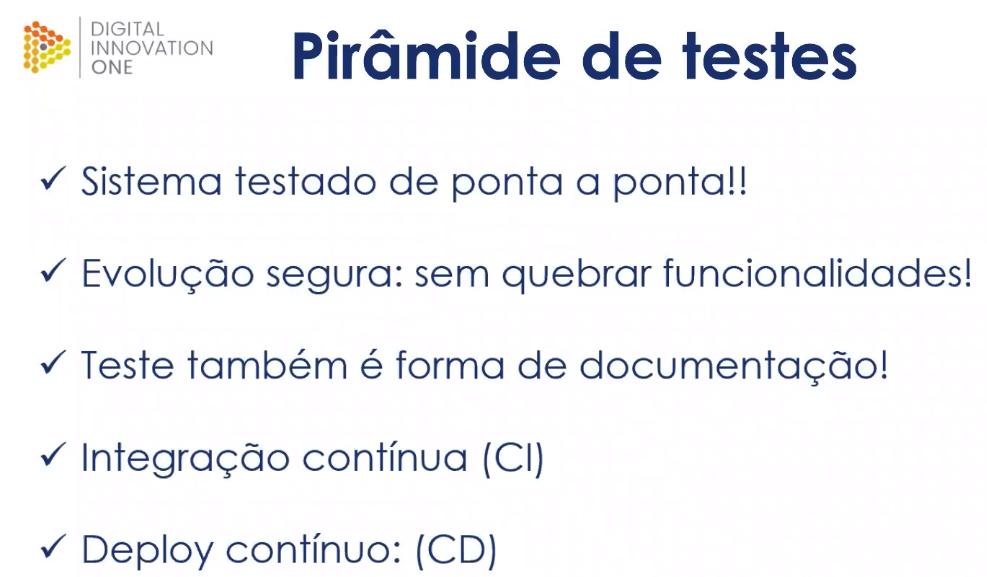 DIGITAL
INNOVATION
ONE
Pirâmide de testes
✓ Sistema testado de ponta a ponta!!
✓ Evolução segura: sem quebrar funcionalidades!
✓ Teste também é forma de documentação!
✓ Integração contínua (CI)
✓ Deploy contínuo: (CD)